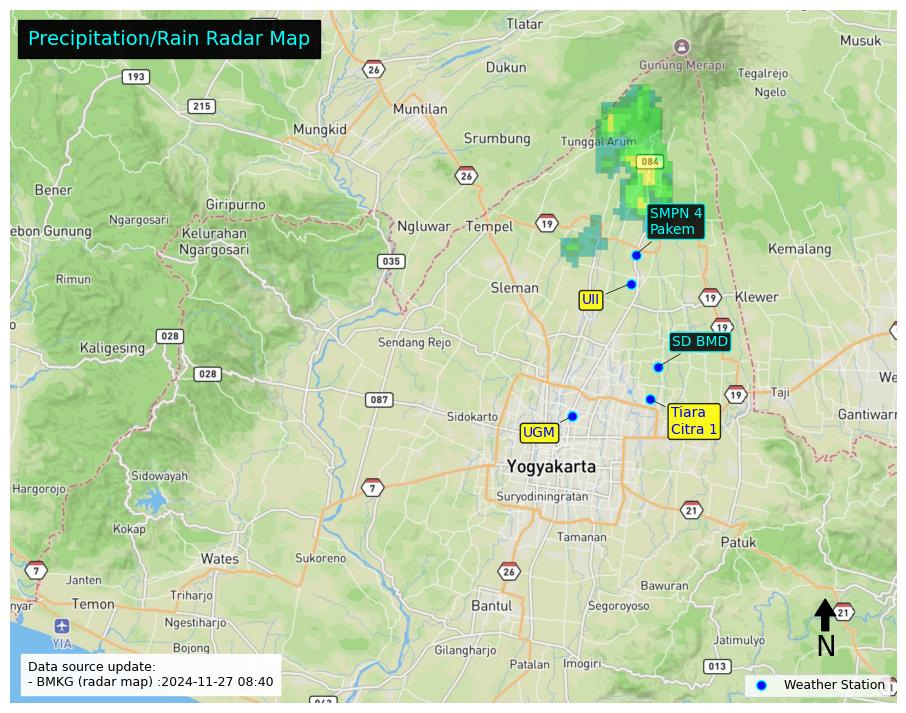 Precipitation/Rain Radar Map
Tlatar
Musuk
26
Dukun
Gunung Merapi
Tegalrejo
193
215
Muntilan
Ngelo
Mungkid
Srumbung
Tunggal Arum
084
26
Bener
Giripurno
Ngargosari
SMPN 4
Pakem
ebon Gunung
Kelurahan
Ngargosari
Ngluwar
Tempel
19
Kemalang
035
Rimun
Sleman
UII
19
Klewer
19
028
Kaligesing
Sendang Rejo
SD BMD
028
087
19
Taji
We
Sidokarto
Tiara
Citra 1
Gantiwarn
UGM
Yogyakarta
Sidowayah
Hargorojo
7
Suryodiningratan
21
Kokap
Tamanan
Patuk
Wates
Sukoreno
7
26
Janten
Bawuran
Triharjo
nyar
Temon
Bantul
Segoroyoso
21
Ngestiharjo
YIA
Bojong
Gilangharjo
Jatimulyo
N
Data source update:
- BMKG (radar map) :2024-11-27 08:40
Patalan
Imogiri
013
Weather Station